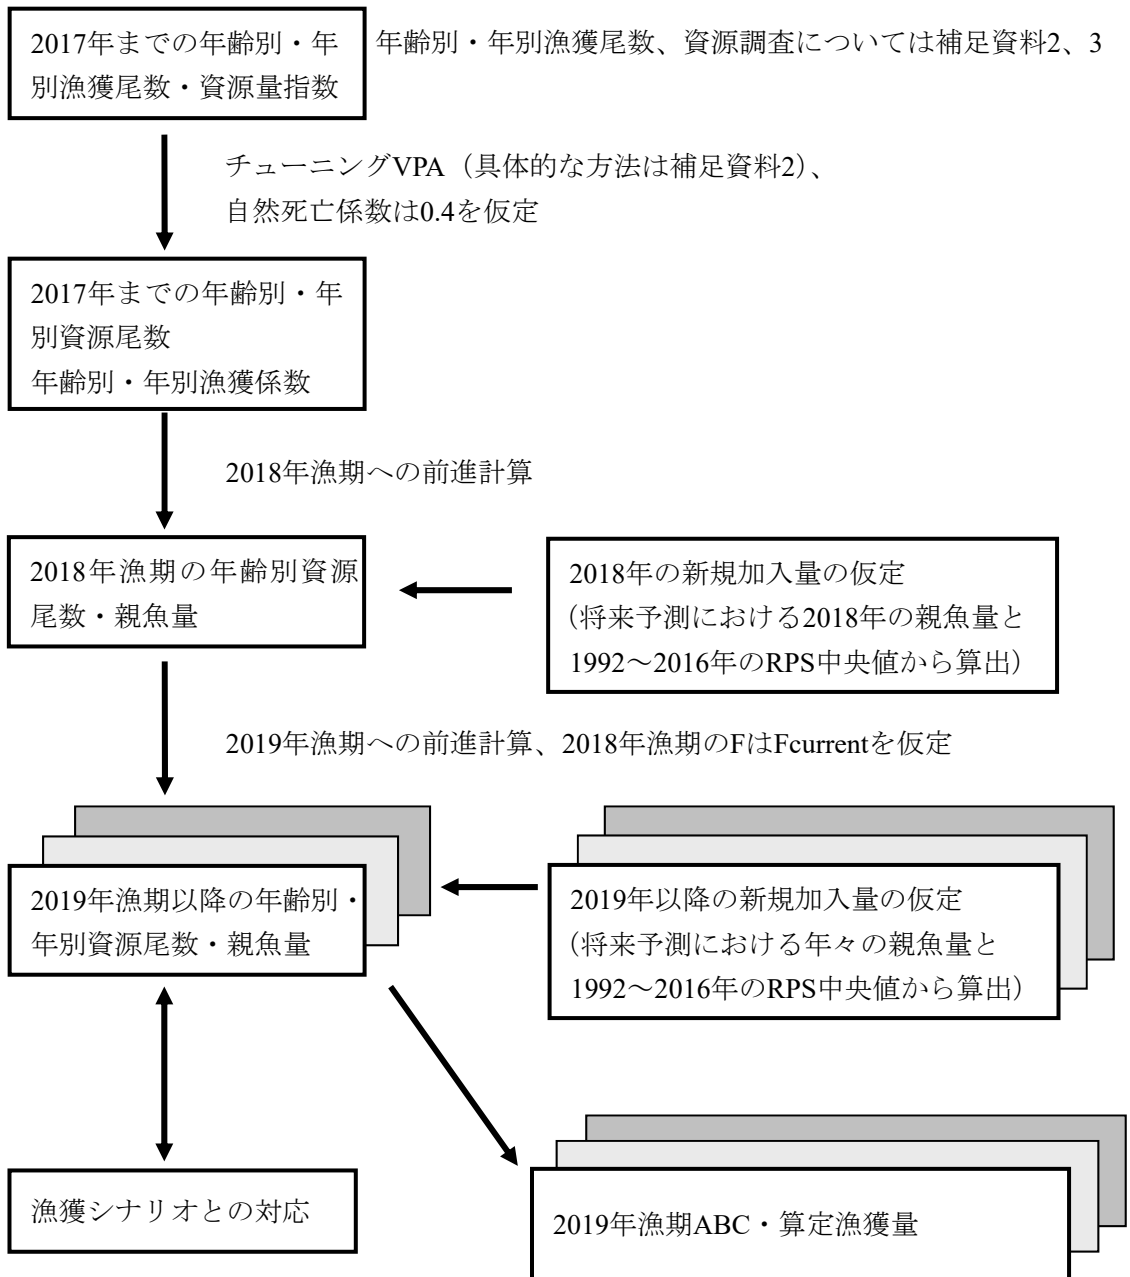 2017年までの年齢別・年
別漁獲尾数・資源量指数
年齢別・年別漁獲尾数、資源調査については補足資料2、3
チューニングVPA（具体的な方法は補足資料2）、
自然死亡係数は0.4を仮定
2017年までの年齢別・年
別資源尾数
年齢別・年別漁獲係数
2018年漁期への前進計算
2018年漁期の年齢別資源
尾数・親魚量
2018年の新規加入量の仮定
（将来予測における2018年の親魚量と
1992～2016年のRPS中央値から算出）
2019年漁期への前進計算、2018年漁期のFはFcurrentを仮定
2019年漁期以降の年齢別・
年別資源尾数・親魚量
2019年以降の新規加入量の仮定
（将来予測における年々の親魚量と
1992～2016年のRPS中央値から算出）
漁獲シナリオとの対応
2019年漁期ABC・算定漁獲量